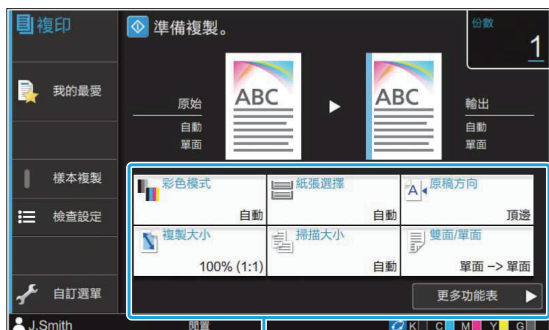 複印
準備複製。
份數
1
我的最愛
原始
自動
單面
ABC
ABC
輸出
自動
單面
樣本複製
檢查設定
自訂選單
彩色模式
自動
紙張選擇
自動
原稿方向
頂邊
複製大小
100% (1:1)
掃描大小
自動
雙面/單面
單面 -> 單面
更多功能表
J.Smith
閒置
K C M Y G